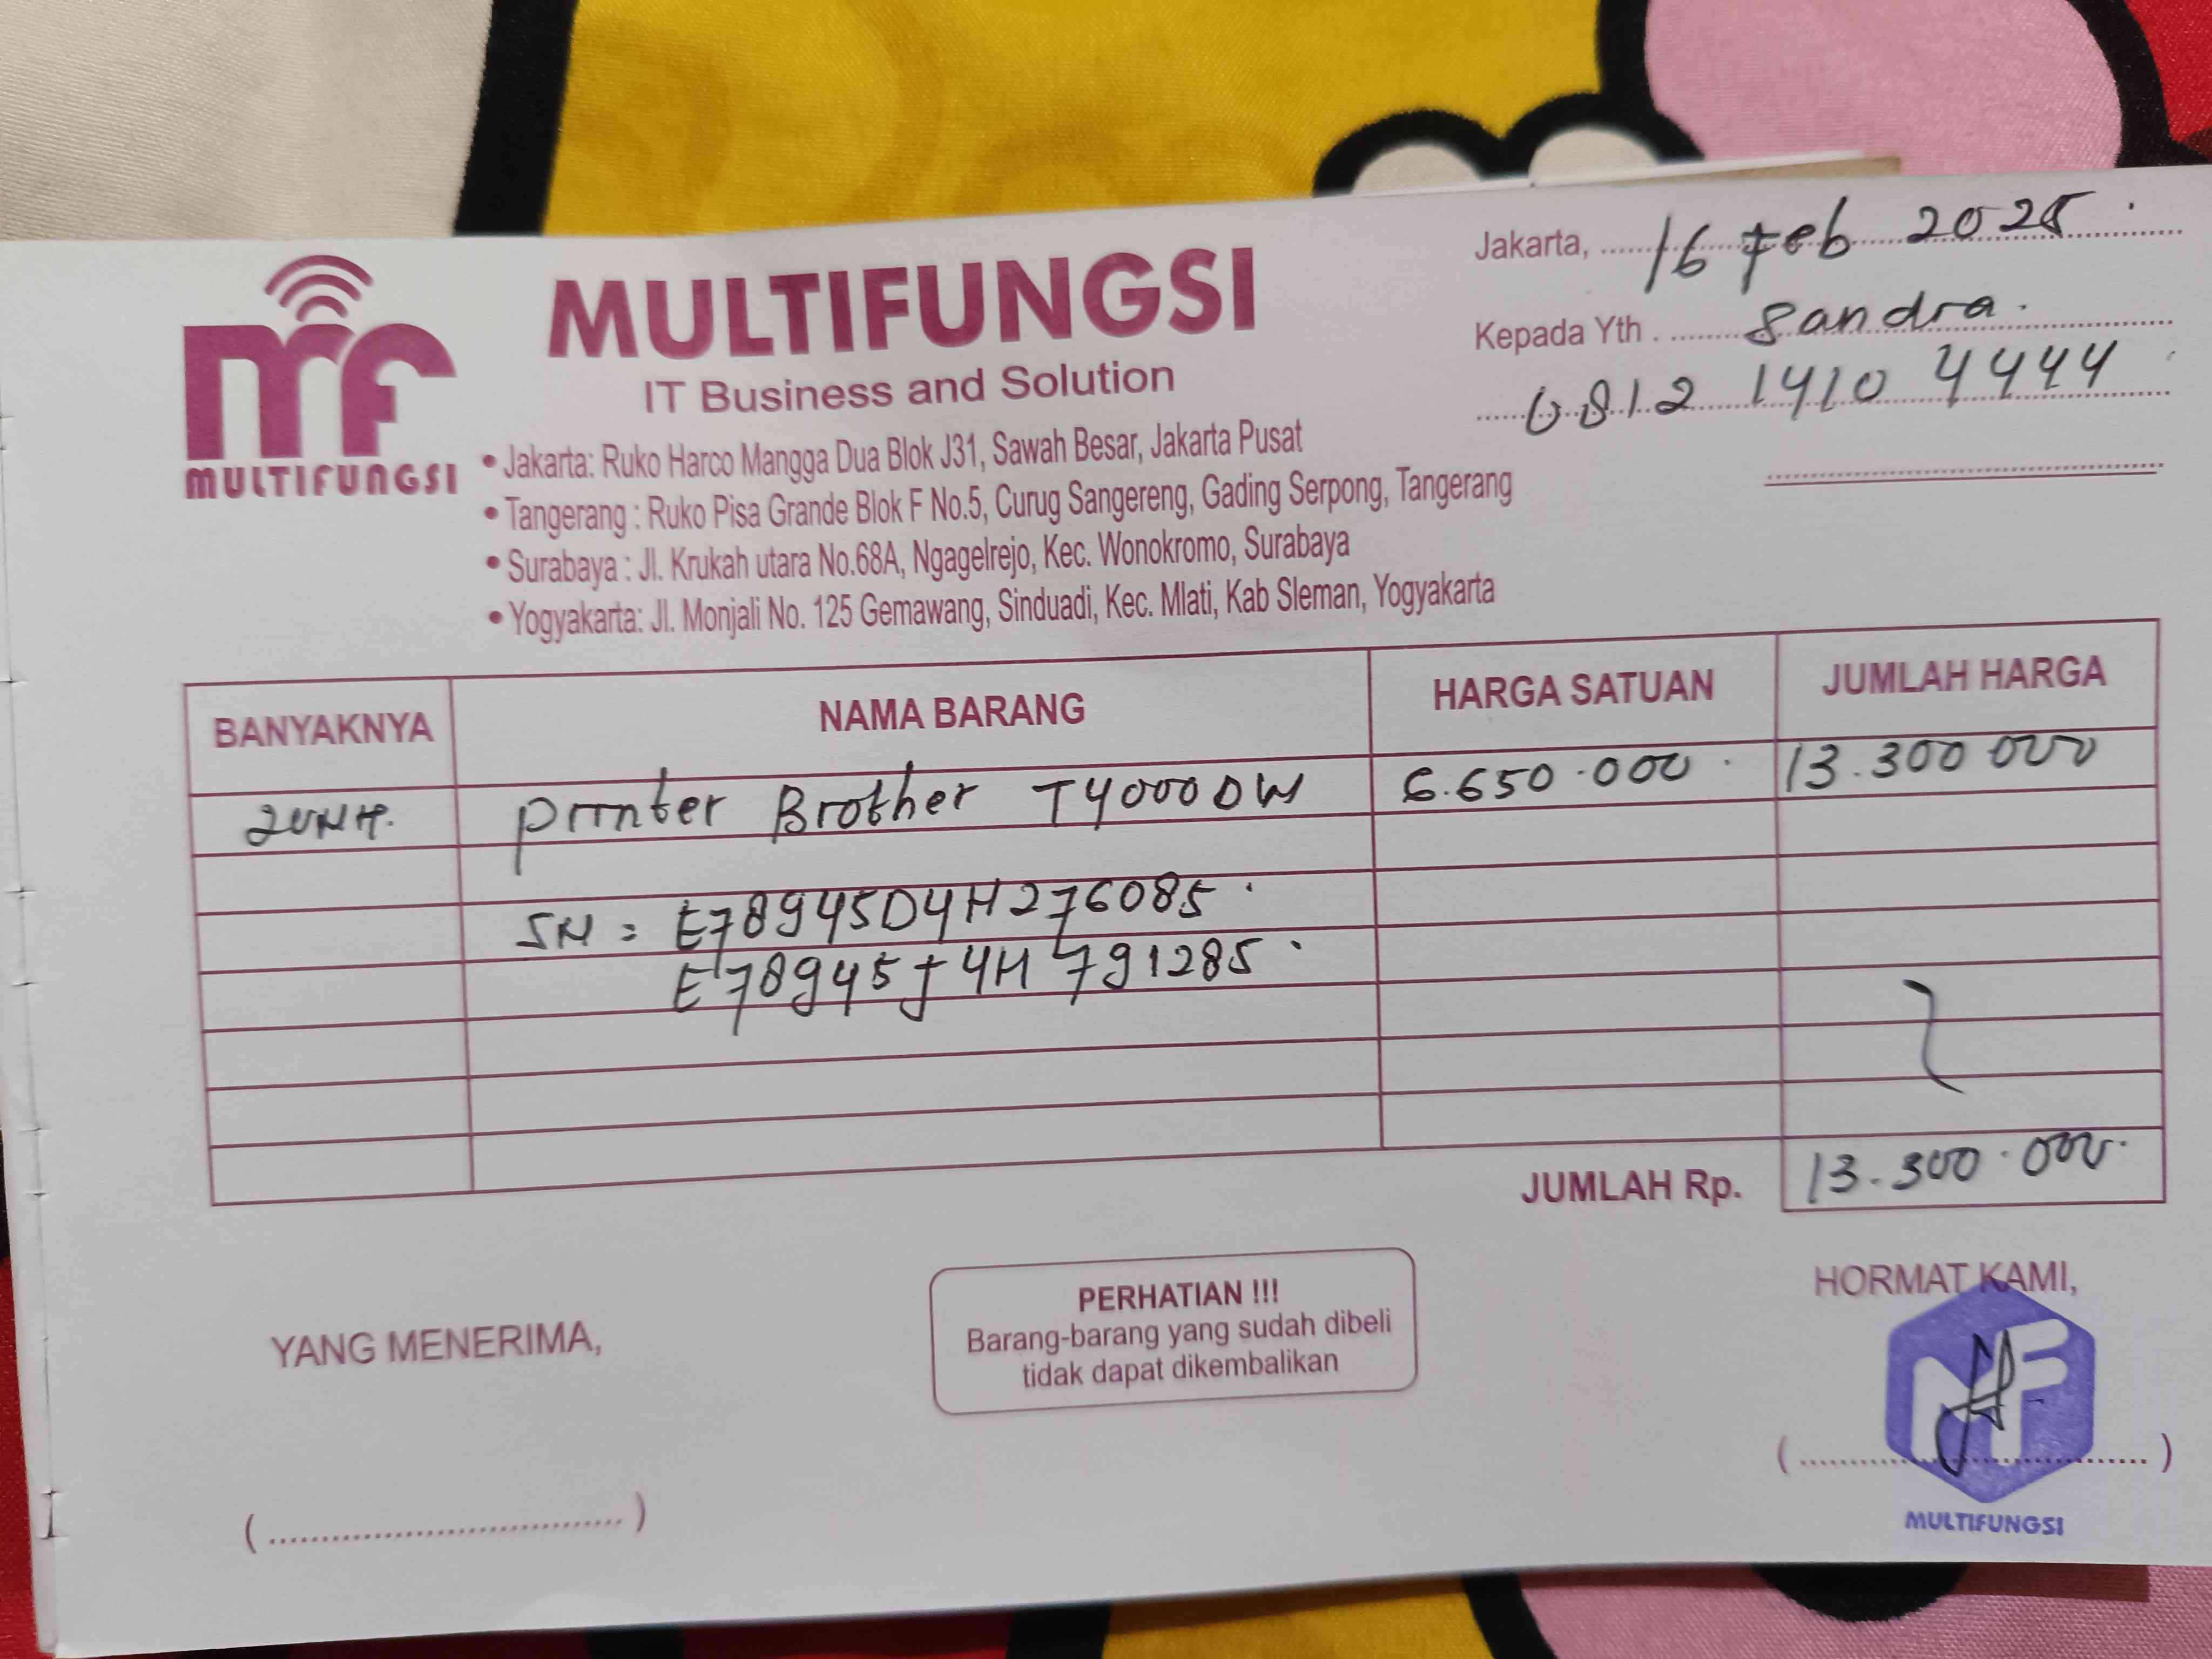 MULTIFUNGSI
MULTIFUNGSI
IT Business and Solution
• Jakarta: Ruko Harco Mangga Dua Blok J31, Sawah Besar, Jakarta Pusat
• Tangerang : Ruko Pisa Grande Blok F No.5, Curug Sangereng, Gading Serpong, Tangerang
• Surabaya : Jl. Krukah utara No.68A, Ngagelrejo, Kec. Wonokromo, Surabaya
• Yogyakarta: Jl. Monjali No. 125 Gemawang, Sinduadi, Kec. Mlati, Kab Sleman, Yogyakarta
Jakarta, 16 Feb 2025
Kepada Yth. Sandra.
0812 1410 4444
BANYAKNYA NAMA BARANG HARGA SATUAN JUMLAH HARGA
2 unit. Printer Brother T4000DW 6.650.000 13.300 000
SN = E78945D4H276085
E78945J4H791285
JUMLAH Rp. 13.300.000
YANG MENERIMA,
PERHATIAN !!!
Barang-barang yang sudah dibeli
tidak dapat dikembalikan
HORMAT KAMI,
MF
MULTIFUNGSI